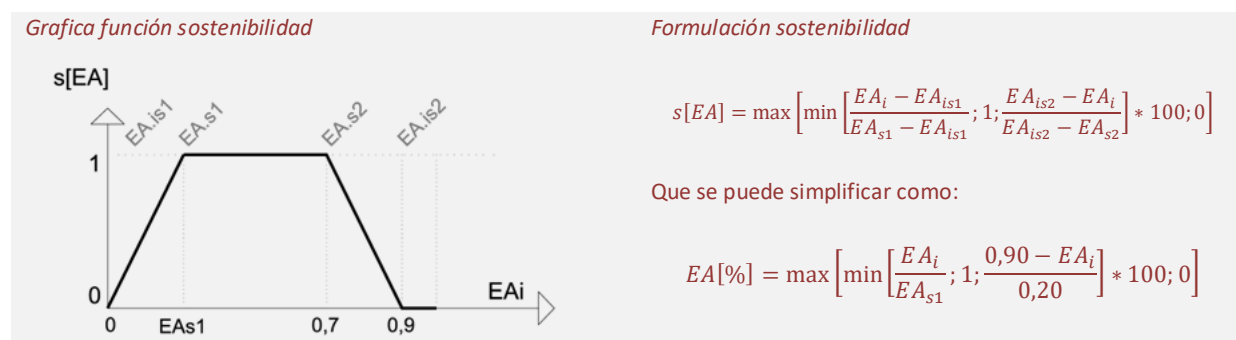 Grafica función sostenibilidad
s[EA]
EA.is1
EA.s1
EA.s2
EA.is2
1
0
EAi
0
EAs1
0,7
0,9
Formulación sostenibilidad
s[EA] = max [min [(EA_i − EA_is1)/(EA_s1 − EA_is1); 1; (EA_is2 − EA_i)/(EA_is2 − EA_s2)] ∗ 100; 0]
Que se puede simplificar como:
EA[%] = max [min [EA_i/EA_s1; 1; (0,90 − EA_i)/0,20] ∗ 100; 0]